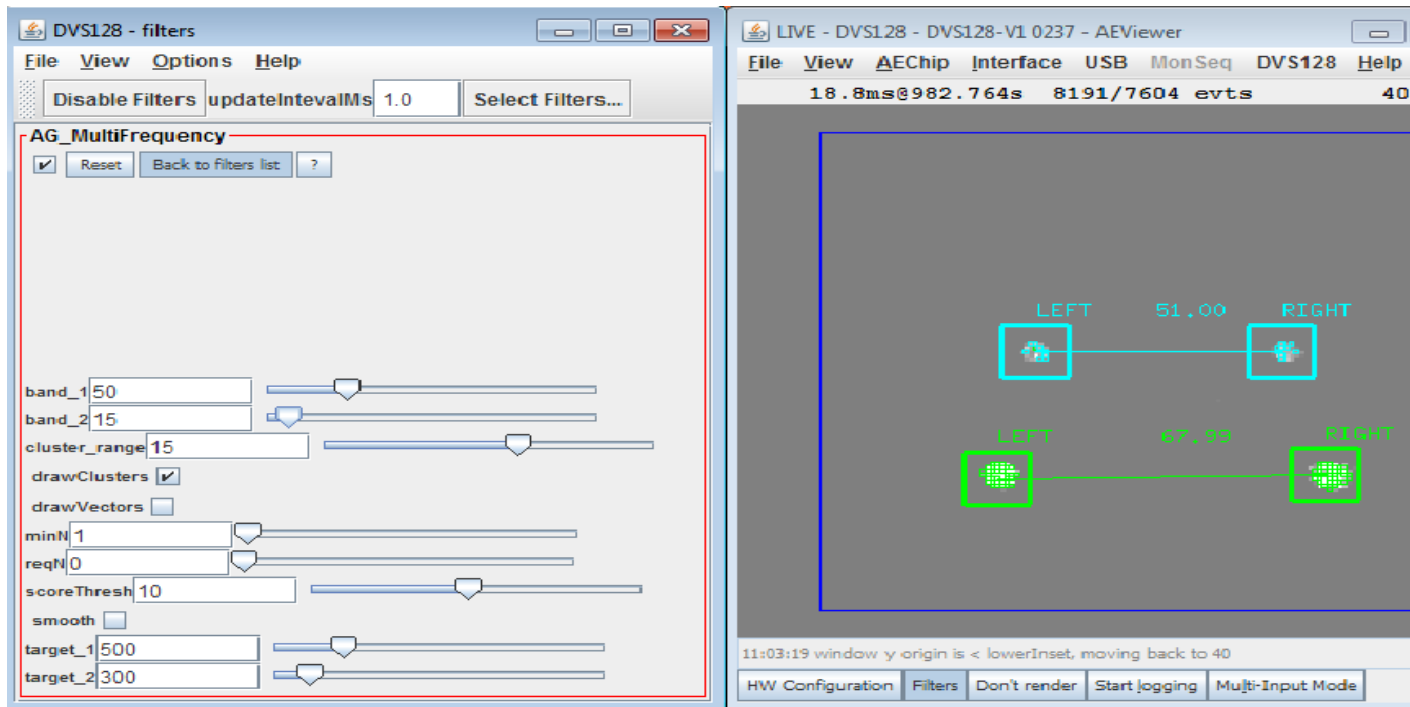 DVS128 - filters
File View Options Help
Disable Filters updateIntevalMs 1.0 Select Filters...
AG_MultiFrequency
Reset Back to filters list ?
band_1 50
band_2 15
cluster_range 15
drawClusters
drawVectors
minN 1
reqN 0
scoreThresh 10
smooth
target_1 500
target_2 300
LIVE - DVS128 - DVS128-V1 0237 - AEViewer
File View AEChip Interface USB MonSeq DVS128 Help
18.8ms@982.764s 8191/7604 evts 40
LEFT 51.00 RIGHT
LEFT 67.99 RIGHT
11:03:19 window y origin is < lowerInset, moving back to 40
HW Configuration Filters Don't render Start logging Multi-Input Mode